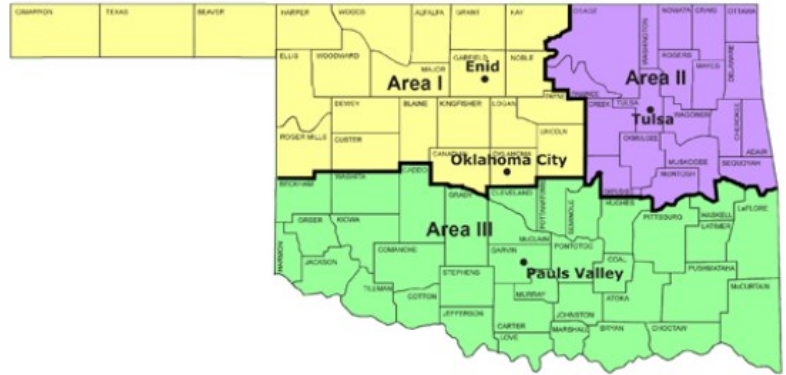 CIMARRON
TEXAS
BEAVER
HARPER
WOODS
ALFALFA
GRANT
KAY
OSAGE
WASHINGTON
NOWATA
CRAIG
OTTAWA
ELLIS
WOODWARD
MAJOR
GARFIELD
NOBLE
ROGERS
MAYES
DELAWARE
Area I
Enid
Area II
DEWEY
BLAINE
KINGFISHER
LOGAN
PAYNE
PAWNEE
CREEK
TULSA
Tulsa
WAGONER
CHEROKEE
ADAIR
ROGER MILLS
CUSTER
CANADIAN
OKLAHOMA
LINCOLN
OKMULGEE
MUSKOGEE
SEQUOYAH
Oklahoma City
MCINTOSH
OKFUSKEE
BECKHAM
WASHITA
CADDO
GRADY
CLEVELAND
POTTAWATOMIE
SEMINOLE
HUGHES
PITTSBURG
HASKELL
LeFLORE
LATIMER
GREER
KIOWA
Area III
McCLAIN
HARMON
JACKSON
COMANCHE
GARVIN
PONTOTOC
COAL
PUSHMATAHA
Pauls Valley
STEPHENS
TILLMAN
COTTON
MURRAY
ATOKA
McCURTAIN
JEFFERSON
CARTER
JOHNSTON
LOVE
MARSHALL
BRYAN
CHOCTAW